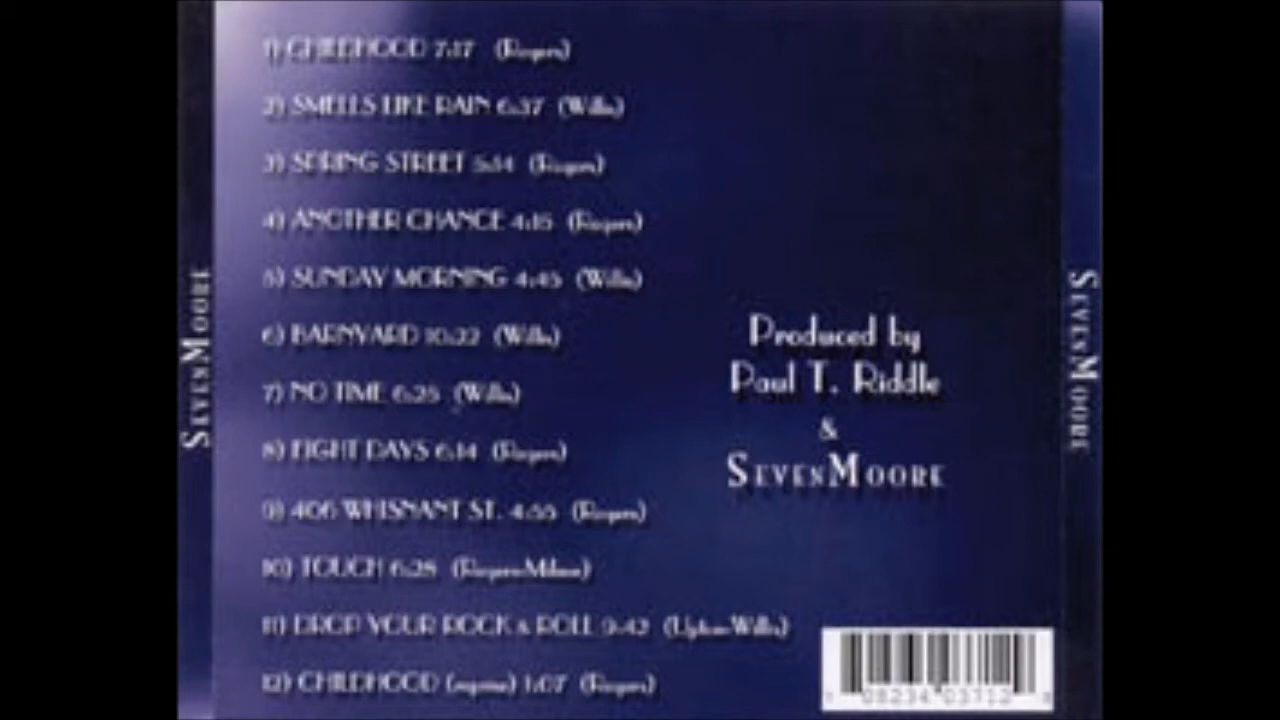 1) CHILDHOOD 7:17 (Rogers)
2) SMELLS LIKE RAIN 6:37 (Willis)
3) SPRING STREET 5:14 (Rogers)
4) ANOTHER CHANCE 4:15 (Rogers)
5) SUNDAY MORNING 4:45 (Willis)
6) BARNYARD 10:22 (Willis)
7) NO TIME 6:25 (Willis)
8) EIGHT DAYS 6:14 (Rogers)
9) 406 WHISNANT ST. 4:55 (Rogers)
10) TOUCH 6:28
11) DROP YOUR ROCK & ROLL 9:42
12) CHILDHOOD (reprise) 1:07 (Rogers)
Produced by
Paul T. Riddle
&
SEVENMOORE
SEVENMOORE
SEVENMOORE